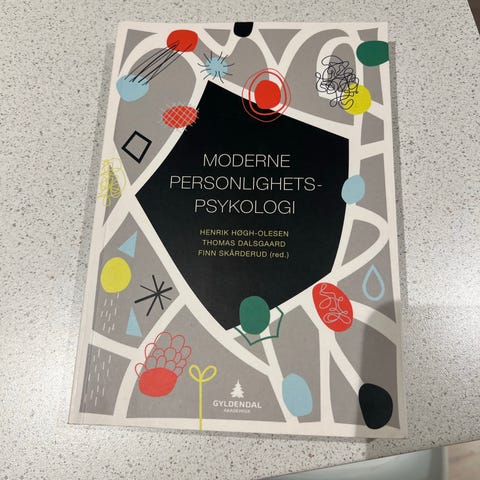 MODERNE
PERSONLIGHETS-
PSYKOLOGI
HENRIK HØGH-OLESEN
THOMAS DALSGAARD
FINN SKÅRDERUD (red.)
GYLDENDAL
AKADEMISK